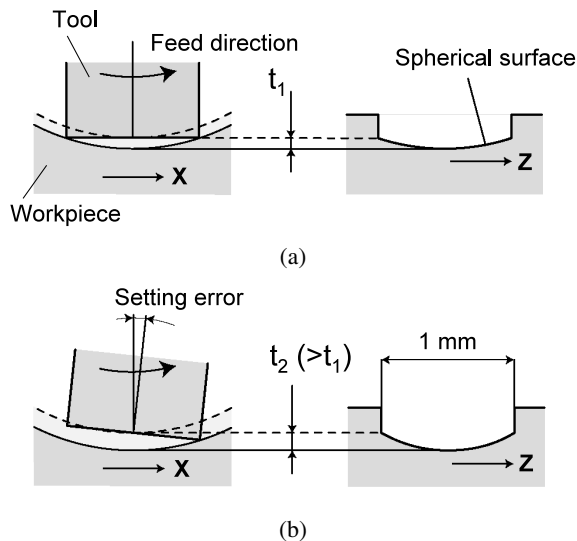 Tool
Feed direction
t₁
Spherical surface
X
Z
Workpiece
(a)
Setting error
t₂ (>t₁)
1 mm
X
Z
(b)